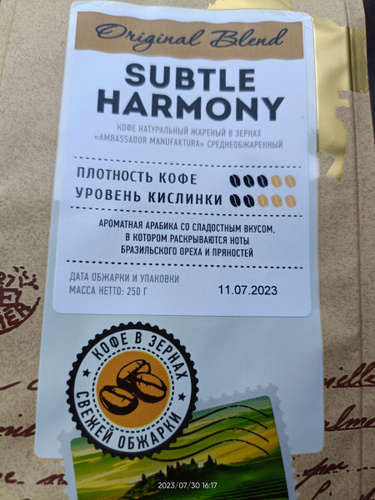 Original Blend
SUBTLE
HARMONY
КОФЕ НАТУРАЛЬНЫЙ ЖАРЕНЫЙ В ЗЕРНАХ
«AMBASSADOR MANUFAKTURA» СРЕДНЕОБЖАРЕННЫЙ
ПЛОТНОСТЬ КОФЕ
УРОВЕНЬ КИСЛИНКИ
АРОМАТНАЯ АРАБИКА СО СЛАДОСТНЫМ ВКУСОМ,
В КОТОРОМ РАСКРЫВАЮТСЯ НОТЫ
БРАЗИЛЬСКОГО ОРЕХА И ПРЯНОСТЕЙ
ДАТА ОБЖАРКИ И УПАКОВКИ
МАССА НЕТТО: 250 Г
11.07.2023
КОФЕ В ЗЕРНАХ
СВЕЖЕЙ ОБЖАРКИ
2023/07/30 16:17